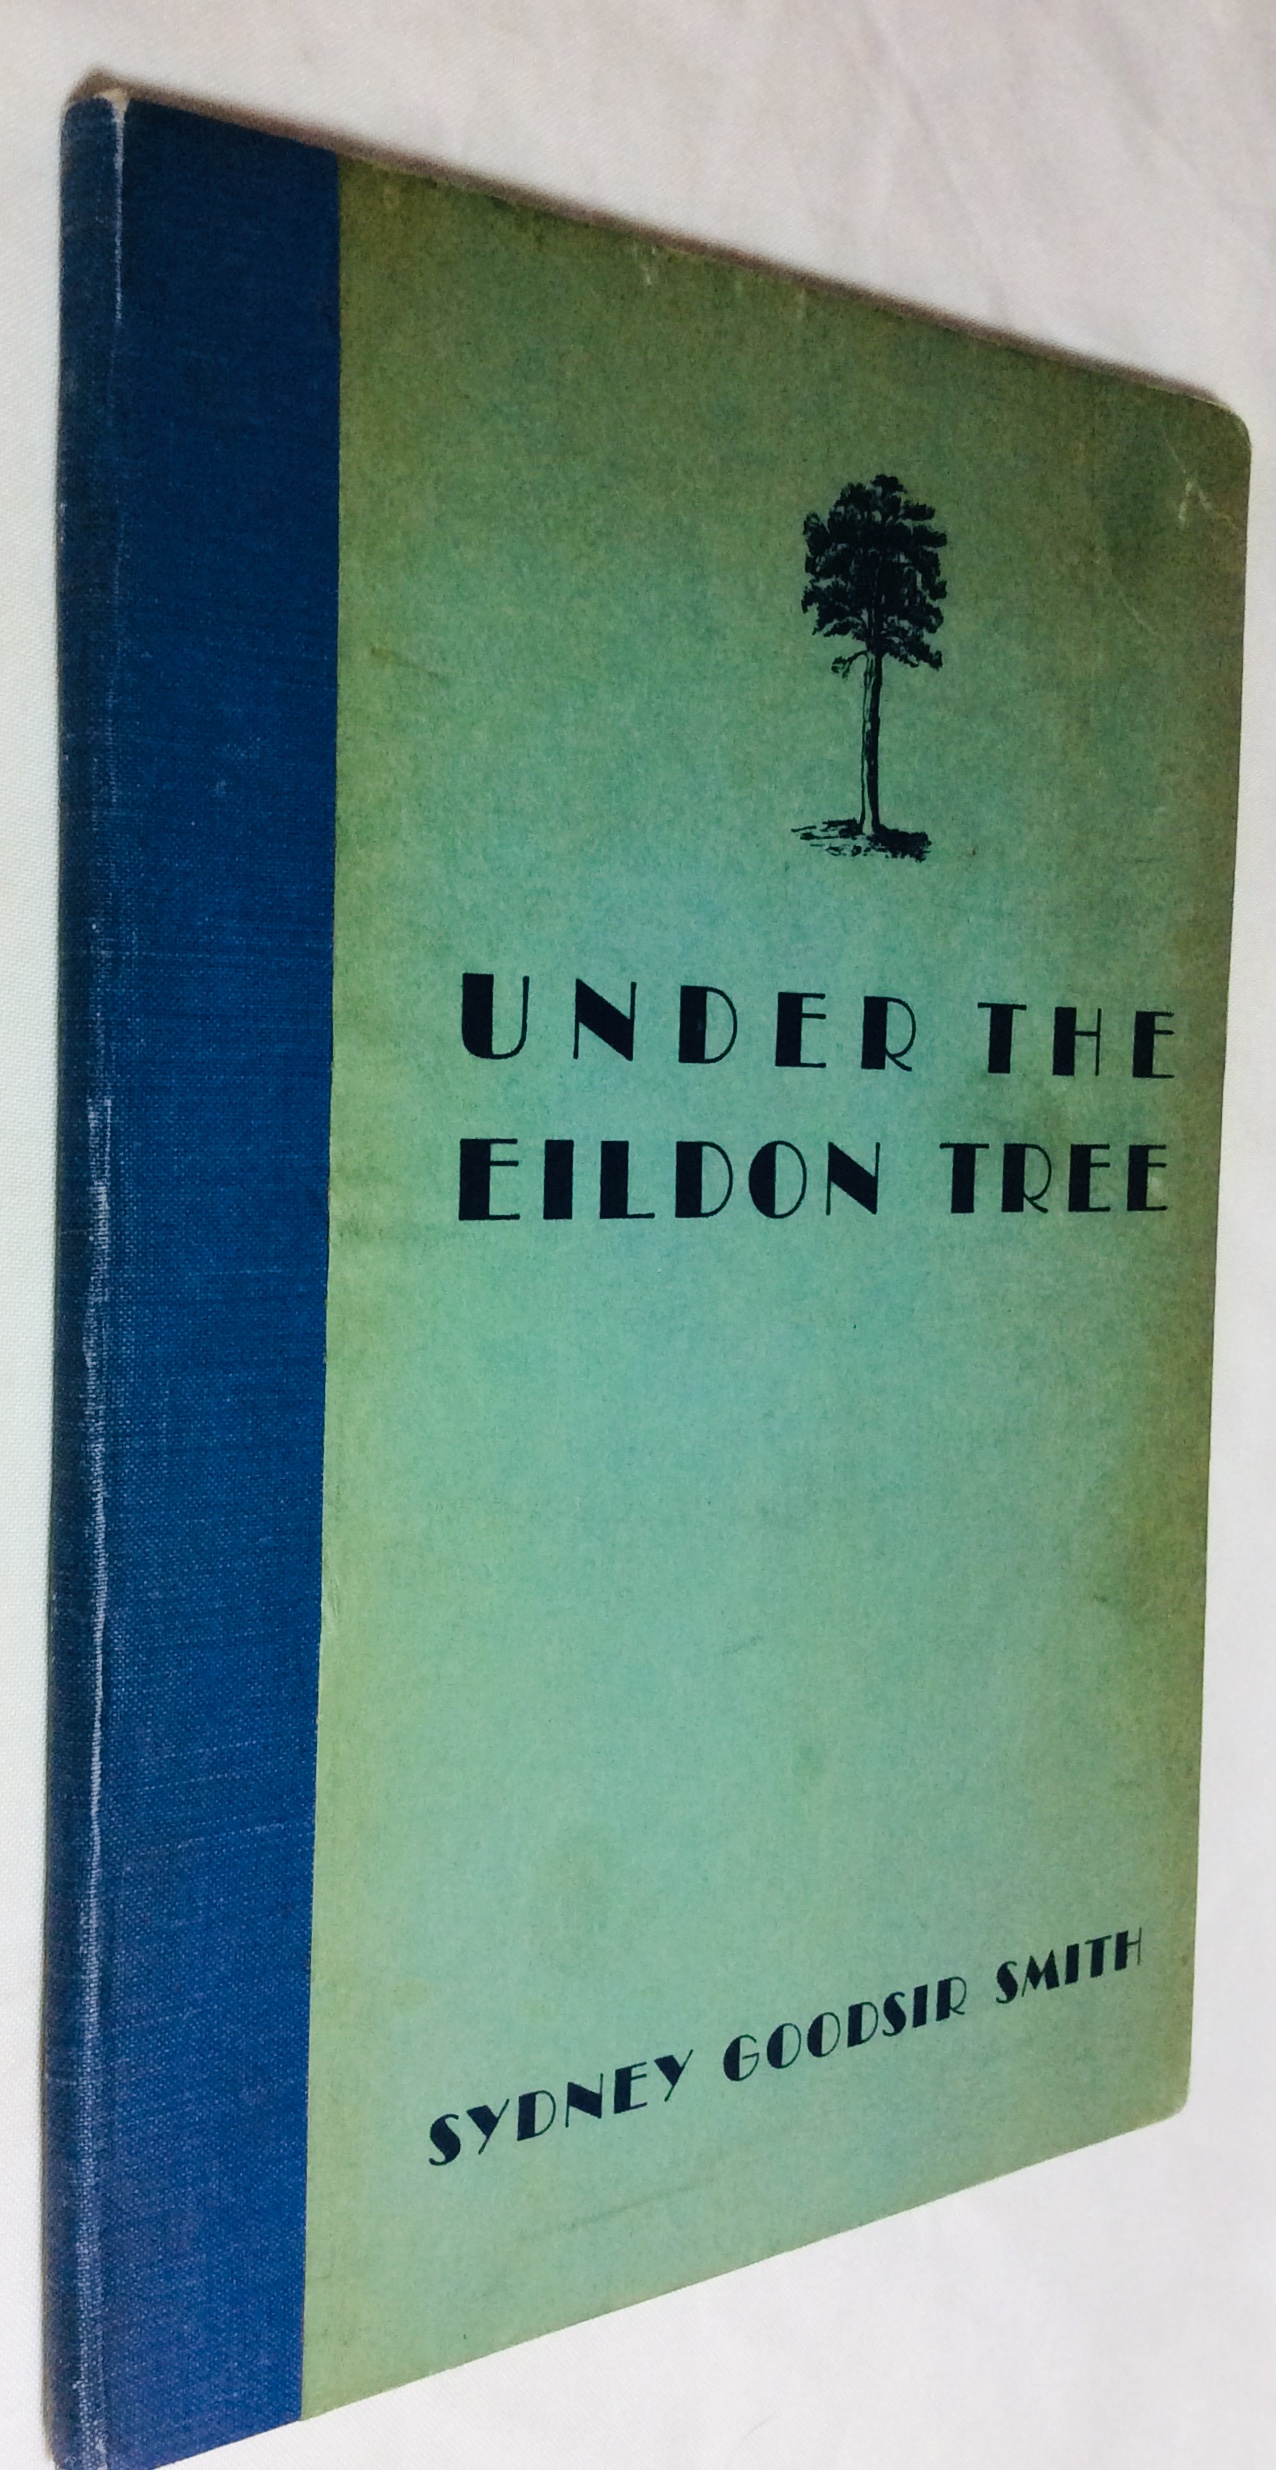 UNDER THE
EILDON TREE
SYDNEY GOODSIR SMITH